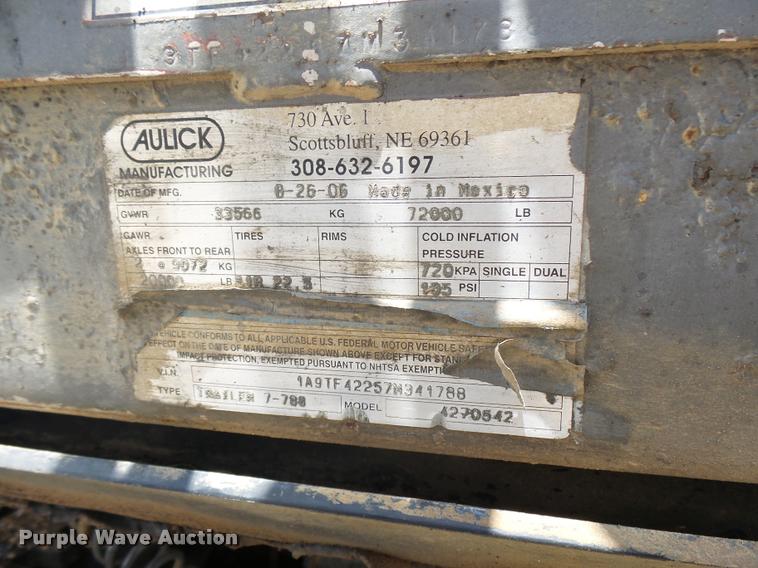 AULICK
MANUFACTURING
730 Ave. I
Scottsbluff, NE 69361
308-632-6197
DATE OF MFG. 8-26-06 Made in Mexico
GVWR 33566 KG 72000 LB
GAWR TIRES RIMS COLD INFLATION
AXLES FRONT TO REAR PRESSURE
@ 9072 KG 720 KPA SINGLE DUAL
20000 LB 22.5 105 PSI
VEHICLE CONFORMS TO ALL APPLICABLE U.S. FEDERAL MOTOR VEHICLE
EFFECT ON THE DATE OF MANUFACTURE SHOWN ABOVE EXCEPT FOR
IMPACT PROTECTION, EXEMPTED PURSUANT TO NHTSA
V.I.N. 1A9TF42257M341788
TYPE TRAILER 7-788 MODEL 4270542
Purple Wave Auction